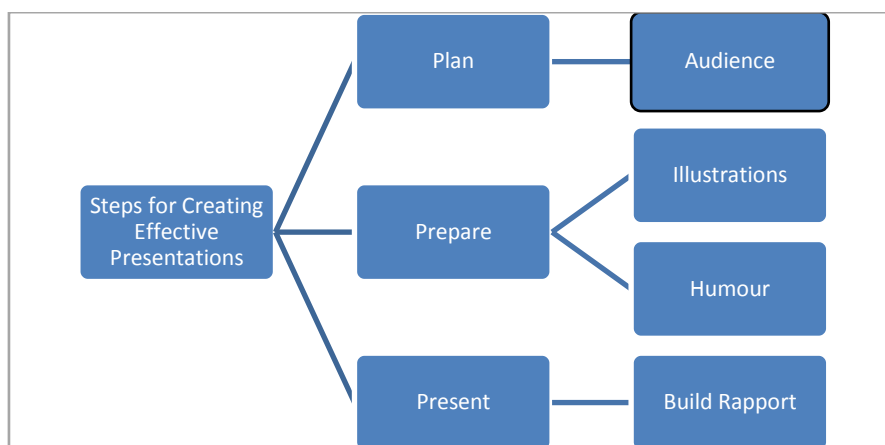 Plan
Audience
Illustrations
Steps for Creating
Effective
Presentations
Prepare
Humour
Present
Build Rapport